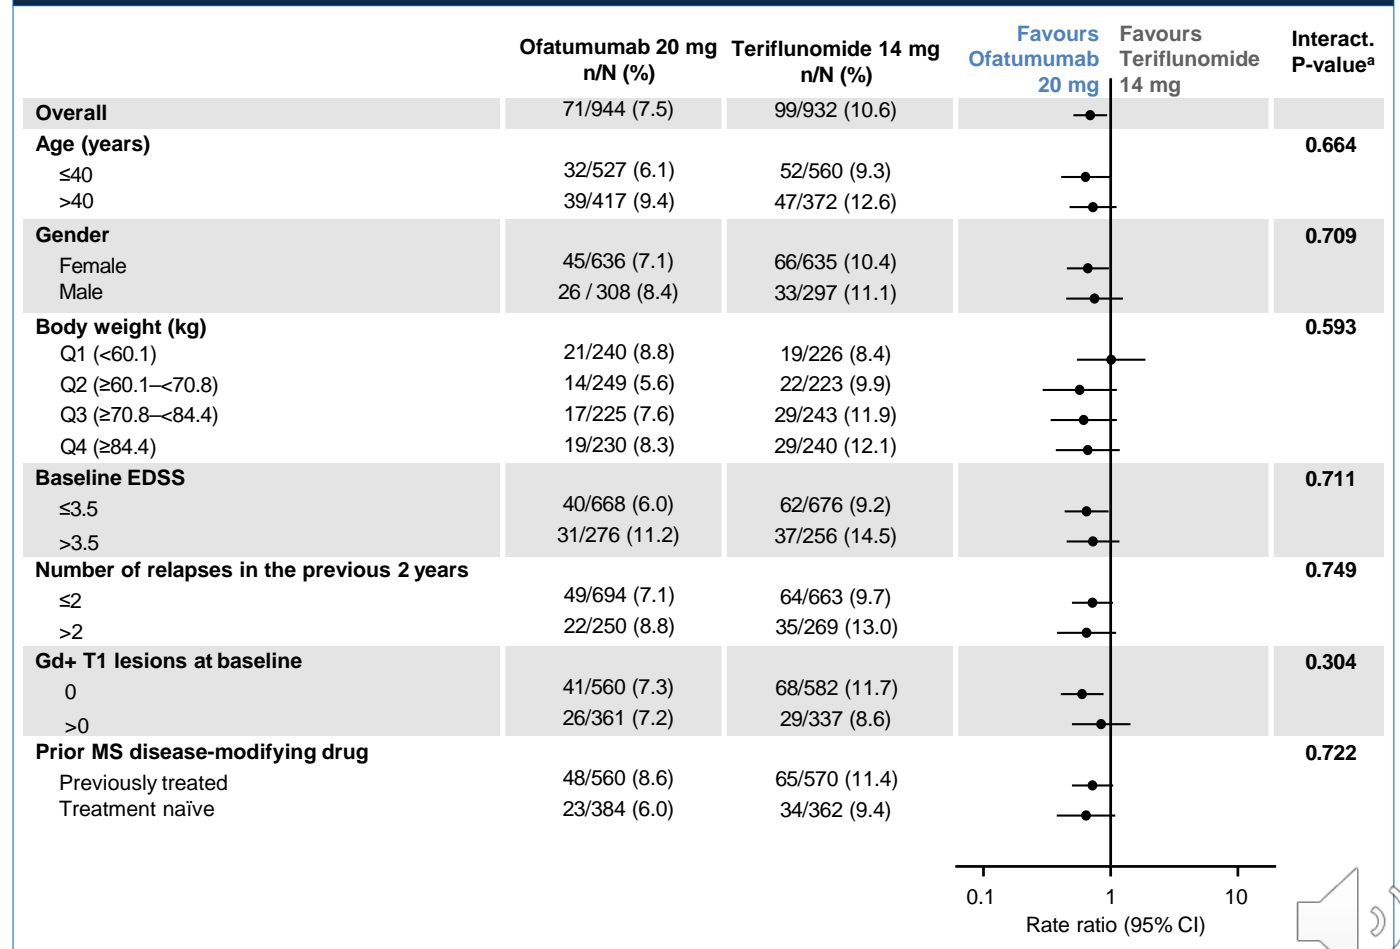 Ofatumumab 20 mg n/N (%) Teriflunomide 14 mg n/N (%) Favours Ofatumumab 20 mg Favours Teriflunomide 14 mg Interact. P-valueᵃ
Overall 71/944 (7.5) 99/932 (10.6)
Age (years) 0.664
≤40 32/527 (6.1) 52/560 (9.3)
>40 39/417 (9.4) 47/372 (12.6)
Gender 0.709
Female 45/636 (7.1) 66/635 (10.4)
Male 26 / 308 (8.4) 33/297 (11.1)
Body weight (kg) 0.593
Q1 (<60.1) 21/240 (8.8) 19/226 (8.4)
Q2 (≥60.1–<70.8) 14/249 (5.6) 22/223 (9.9)
Q3 (≥70.8–<84.4) 17/225 (7.6) 29/243 (11.9)
Q4 (≥84.4) 19/230 (8.3) 29/240 (12.1)
Baseline EDSS 0.711
≤3.5 40/668 (6.0) 62/676 (9.2)
>3.5 31/276 (11.2) 37/256 (14.5)
Number of relapses in the previous 2 years 0.749
≤2 49/694 (7.1) 64/663 (9.7)
>2 22/250 (8.8) 35/269 (13.0)
Gd+ T1 lesions at baseline 0.304
0 41/560 (7.3) 68/582 (11.7)
>0 26/361 (7.2) 29/337 (8.6)
Prior MS disease-modifying drug 0.722
Previously treated 48/560 (8.6) 65/570 (11.4)
Treatment naïve 23/384 (6.0) 34/362 (9.4)
0.1 1 10
Rate ratio (95% CI)